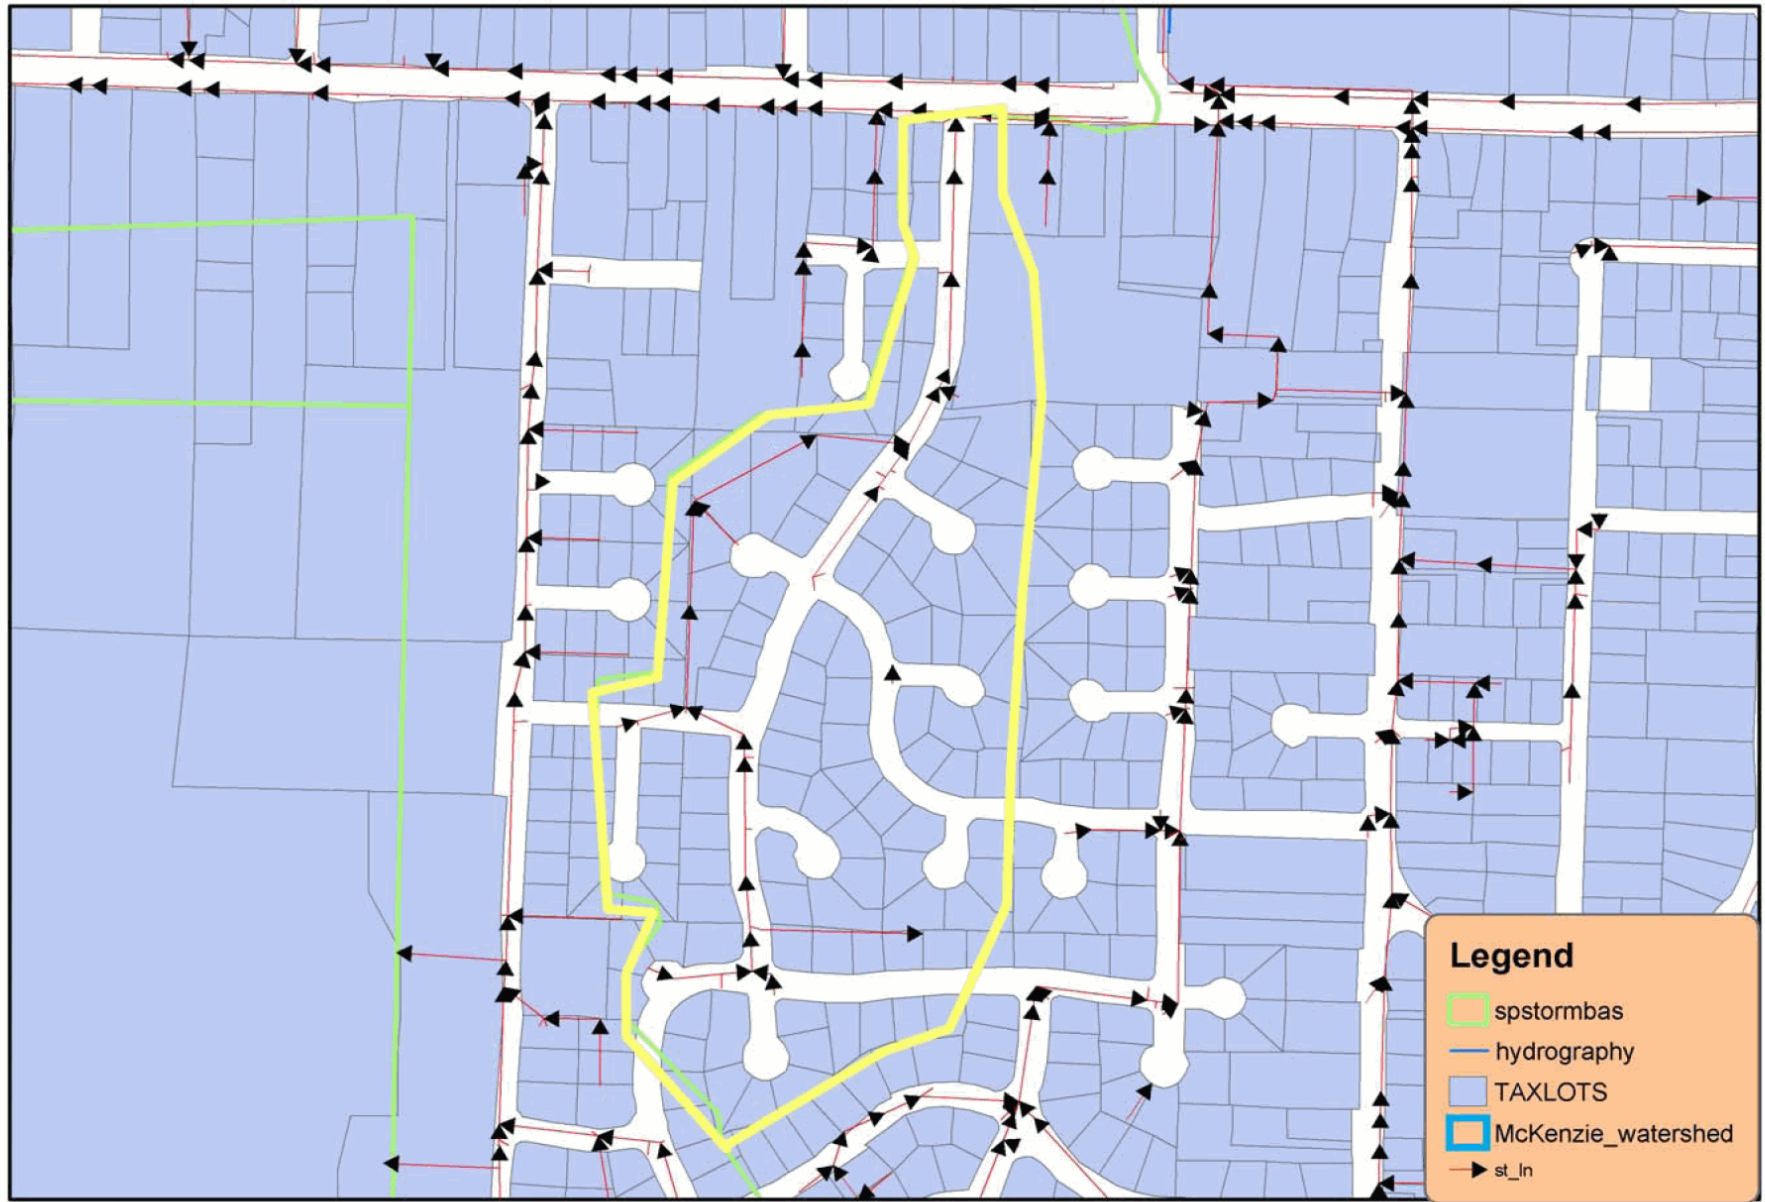 Legend
spstormbas
hydrography
TAXLOTS
McKenzie_watershed
st_ln